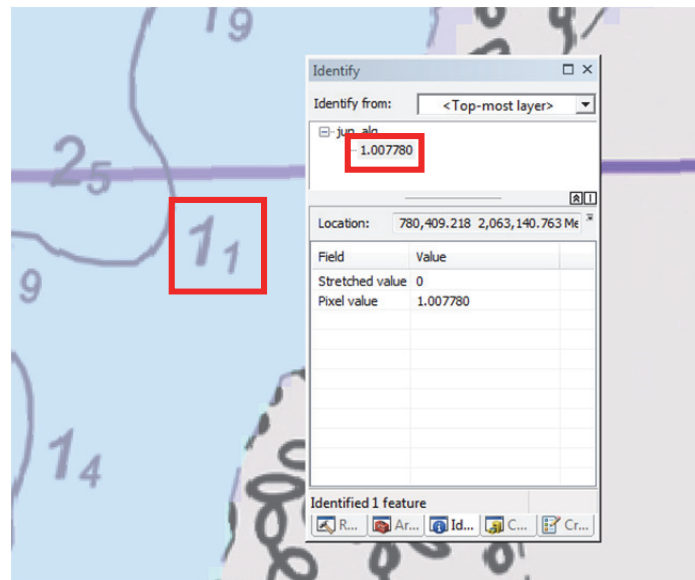 19
Identify
Identify from: <Top-most layer>
jun_alg
1.007780
25
Location: 780,409.218 2,063,140.763 Me
11
Field Value
Stretched value 0
9
Pixel value 1.007780
14
Identified 1 feature
R... Ar... Id... C... Cr...